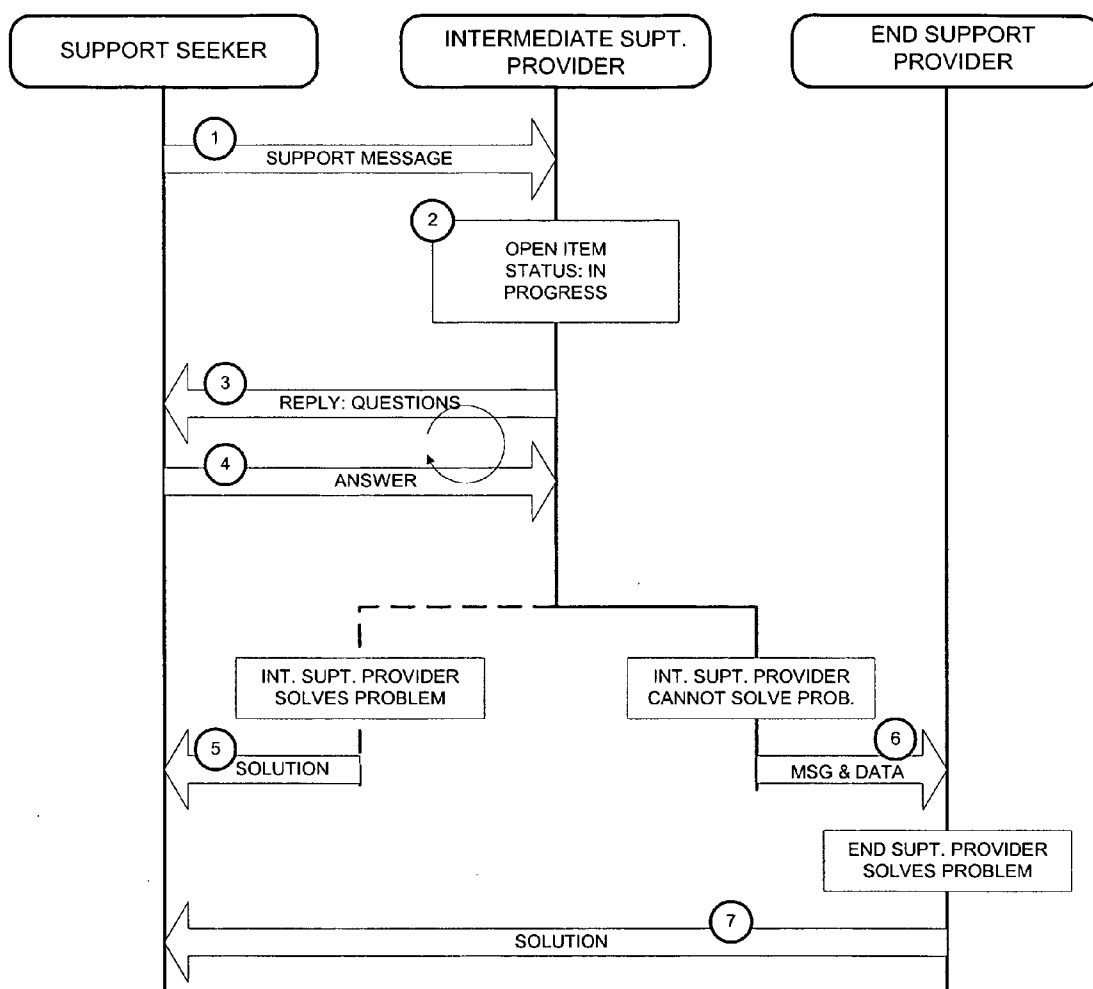 SUPPORT SEEKER
INTERMEDIATE SUPT.
PROVIDER
END SUPPORT
PROVIDER
1
SUPPORT MESSAGE
2
OPEN ITEM
STATUS: IN
PROGRESS
3
REPLY: QUESTIONS
4
ANSWER
INT. SUPT. PROVIDER
SOLVES PROBLEM
INT. SUPT. PROVIDER
CANNOT SOLVE PROB.
5
SOLUTION
6
MSG & DATA
END SUPT. PROVIDER
SOLVES PROBLEM
7
SOLUTION